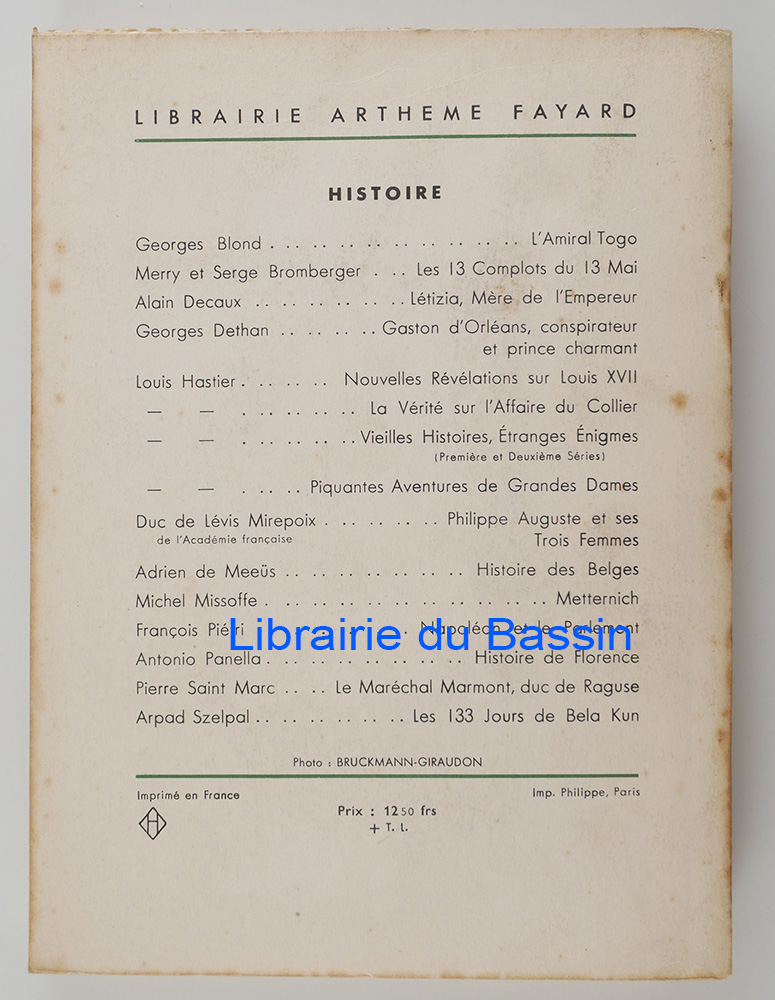 LIBRAIRIE ARTHEME FAYARD
HISTOIRE
Georges Blond . . .. .. .. .. .. .. .. .. .. L'Amiral Togo
Merry et Serge Bromberger . .. Les 13 Complots du 13 Mai
Alain Decaux .. .. .. .. .. .. .. Létizia, Mère de l'Empereur
Georges Dethan .. .. .. .. Gaston d'Orléans, conspirateur
et prince charmant
Louis Hastier . .. .. .. Nouvelles Révélations sur Louis XVII
— — . .. .. .. .. La Vérité sur l'Affaire du Collier
— — . .. .. .. .. Vieilles Histoires, Étranges Énigmes
(Première et Deuxième Séries)
— — . .. .. Piquantes Aventures de Grandes Dames
Duc de Lévis Mirepoix . .. .. .. .. Philippe Auguste et ses
de l'Académie française
Trois Femmes
Adrien de Meeüs .. .. .. .. .. .. .. Histoire des Belges
Michel Missoffe . .. .. .. .. .. .. .. .. .. .. Metternich
François Piétri Napoléon et le Parlement
Librairie du Bassin
Antonio Panella . .. .. .. .. .. .. .. Histoire de Florence
Pierre Saint Marc .. .. Le Maréchal Marmont, duc de Raguse
Arpad Szelpal .. .. .. .. .. .. Les 133 Jours de Bela Kun
Photo : BRUCKMANN-GIRAUDON
Imprimé en France
Imp. Philippe, Paris
Prix : 1250 frs
+ T. L.
H